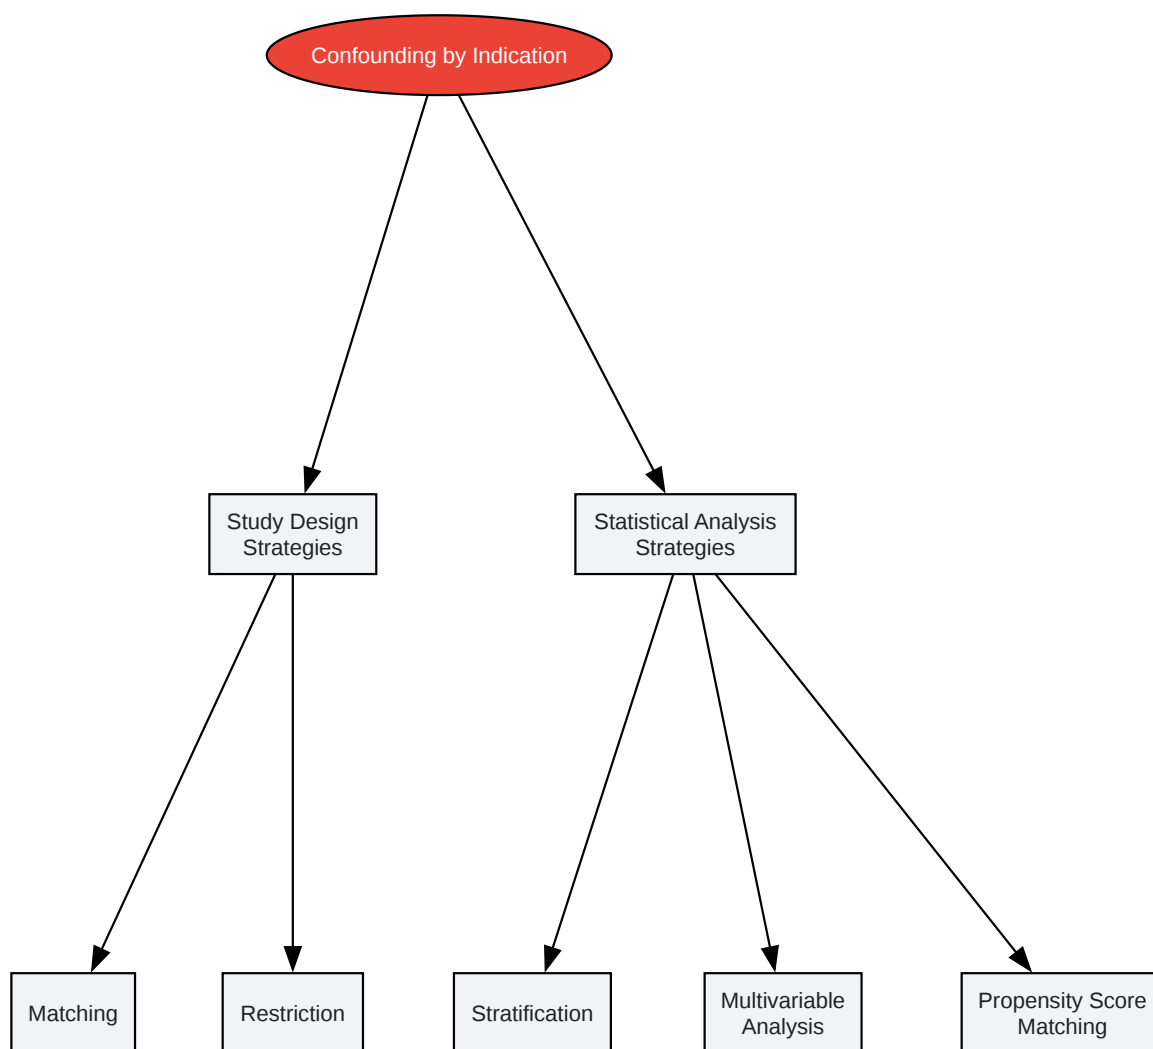 Confounding by Indication
Study Design
Strategies
Statistical Analysis
Strategies
Matching
Restriction
Stratification
Multivariable
Analysis
Propensity Score
Matching